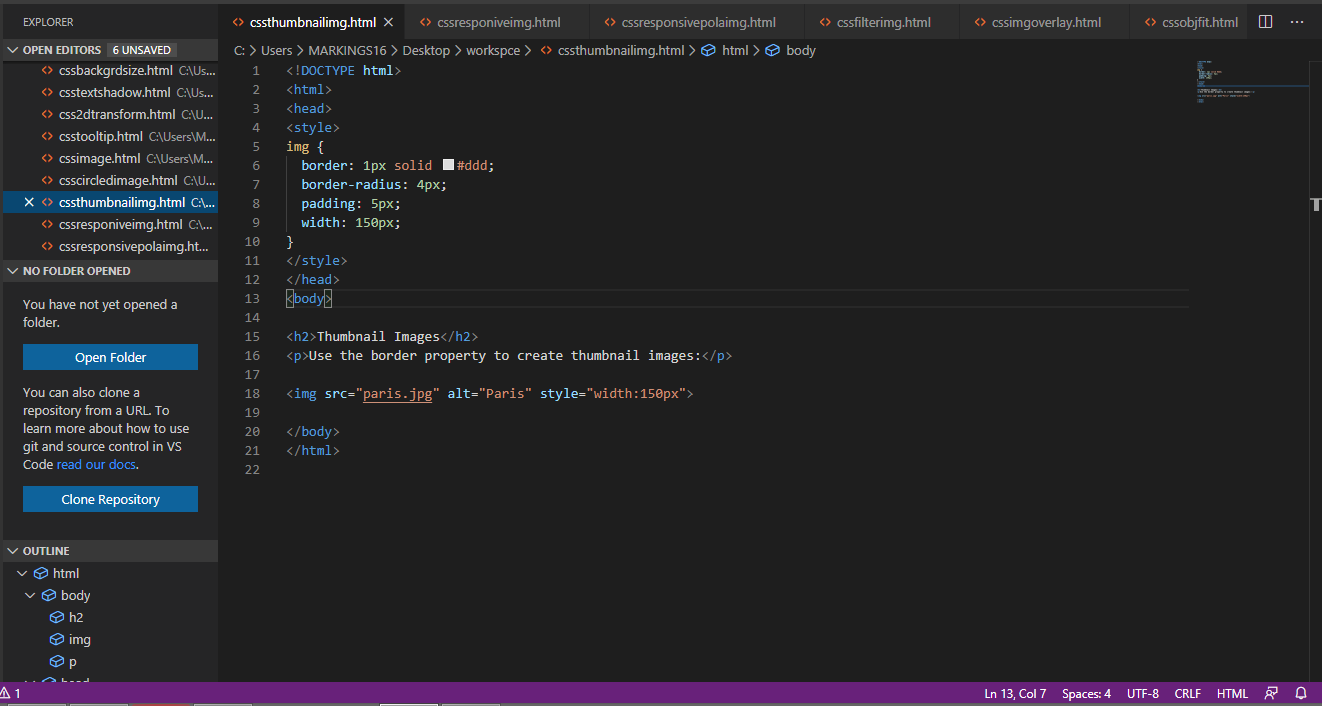 EXPLORER
OPEN EDITORS 6 UNSAVED
cssbackgrdsize.html C:\Us...
csstextshadow.html C:\Us...
css2dtransform.html C:\U...
csstooltip.html C:\Users\M...
cssimage.html C:\Users\M...
csscircledimage.html C:\U...
cssthumbnailimg.html C:\...
cssresponiveimg.html C:\...
cssresponsivepolaimg.ht...
NO FOLDER OPENED
You have not yet opened a
folder.
Open Folder
You can also clone a
repository from a URL. To
learn more about how to use
git and source control in VS
Code read our docs.
Clone Repository
OUTLINE
html
body
h2
img
p
head
cssthumbnailimg.html cssresponiveimg.html cssresponsivepolaimg.html cssfilterimg.html cssimgoverlay.html cssobjfit.html
C: > Users > MARKINGS16 > Desktop > workspce > cssthumbnailimg.html > html > body
1 <!DOCTYPE html>
2 <html>
3 <head>
4 <style>
5 img {
6 border: 1px solid #ddd;
7 border-radius: 4px;
8 padding: 5px;
9 width: 150px;
10 }
11 </style>
12 </head>
13 <body>
14
15 <h2>Thumbnail Images</h2>
16 <p>Use the border property to create thumbnail images:</p>
17
18 <img src="paris.jpg" alt="Paris" style="width:150px">
19
20 </body>
21 </html>
22
1
Ln 13, Col 7 Spaces: 4 UTF-8 CRLF HTML